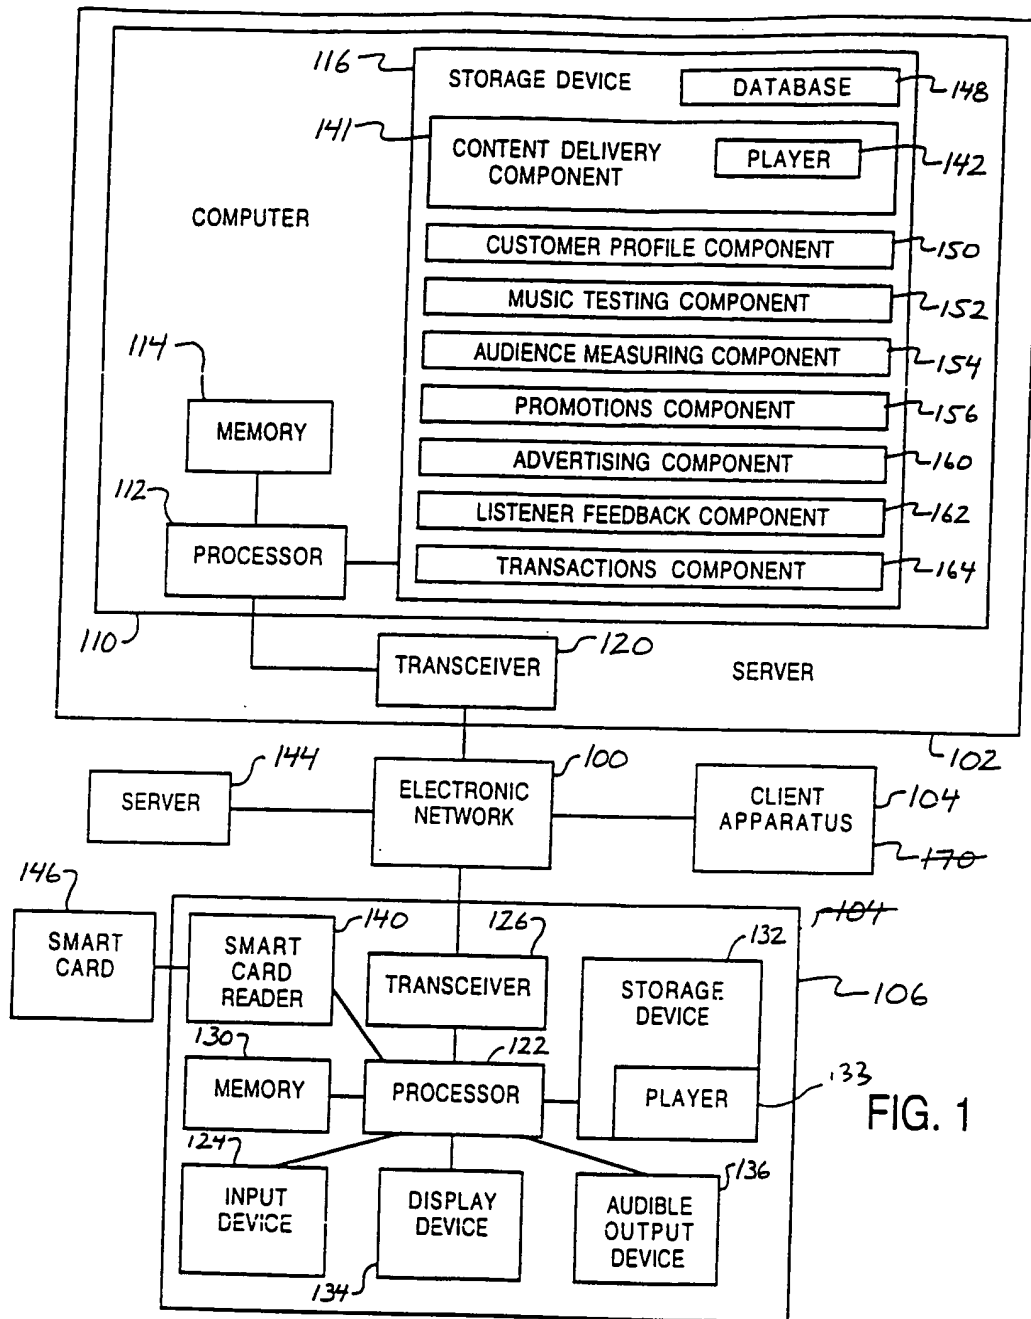 116
STORAGE DEVICE
DATABASE
148
141
CONTENT DELIVERY
COMPONENT
PLAYER
142
COMPUTER
CUSTOMER PROFILE COMPONENT
150
MUSIC TESTING COMPONENT
152
114
AUDIENCE MEASURING COMPONENT
154
MEMORY
PROMOTIONS COMPONENT
156
ADVERTISING COMPONENT
160
112
LISTENER FEEDBACK COMPONENT
162
PROCESSOR
TRANSACTIONS COMPONENT
164
110
120
TRANSCEIVER
SERVER
102
144
100
SERVER
ELECTRONIC
NETWORK
CLIENT
APPARATUS
104
170
146
104
SMART
CARD
140
SMART
CARD
READER
126
TRANSCEIVER
132
STORAGE
DEVICE
106
130
122
MEMORY
PROCESSOR
PLAYER
133
FIG. 1
124
136
INPUT
DEVICE
DISPLAY
DEVICE
AUDIBLE
OUTPUT
DEVICE
134